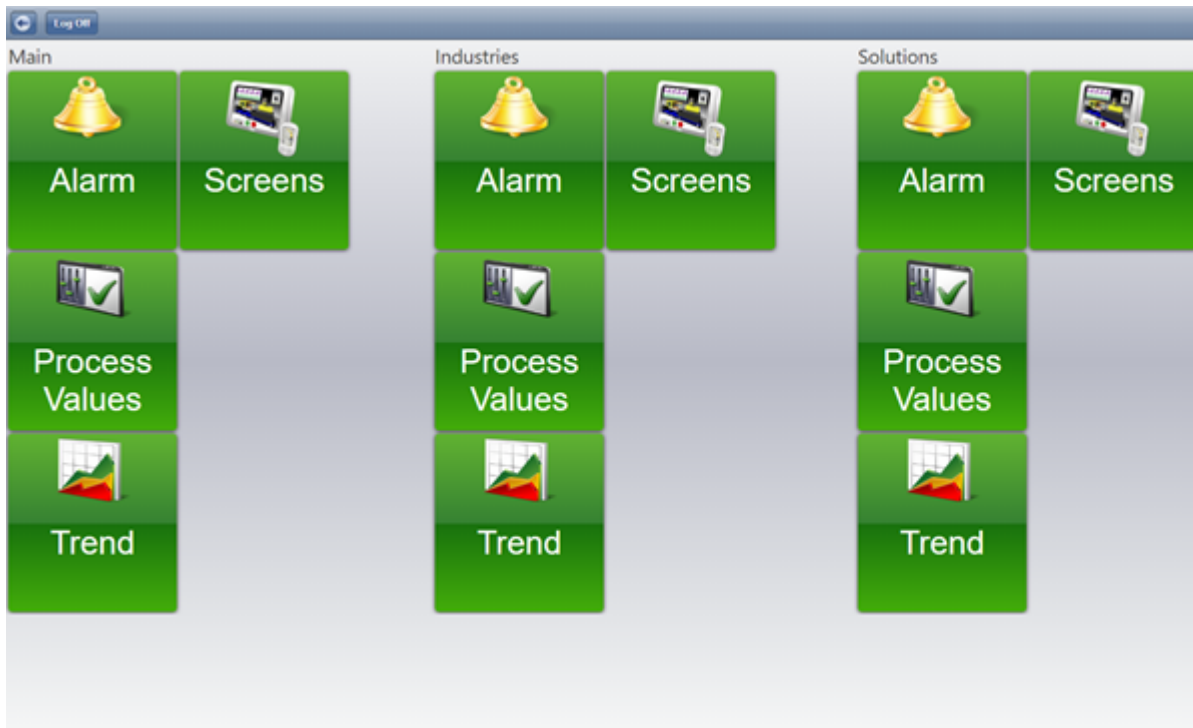 Log Off
Main
Industries
Solutions
Alarm
Screens
Alarm
Screens
Alarm
Screens
Process
Values
Process
Values
Process
Values
Trend
Trend
Trend